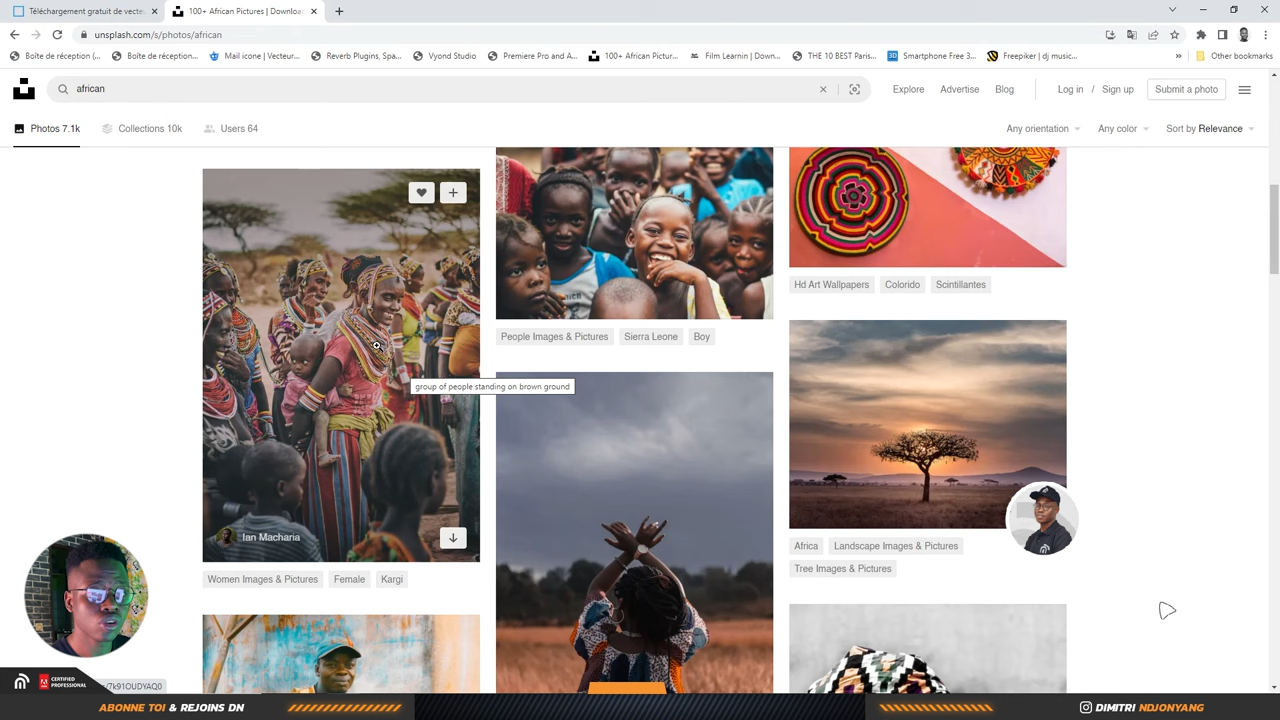 Téléchargement gratuit de vecte
100+ African Pictures | Downloa
unsplash.com/s/photos/african
Boîte de réception (...
Boîte de réception...
Mail icone | Vecteur...
Reverb Plugins, Spa...
Vyond Studio
Premiere Pro and A...
100+ African Pictur...
Film Learnin | Down...
THE 10 BEST Paris...
Smartphone Free 3...
Freepiker | dj music...
»
Other bookmarks
african
Explore
Advertise
Blog
Log in / Sign up
Submit a photo
Photos 7.1k
Collections 10k
Users 64
Any orientation
Any color
Sort by Relevance
Hd Art Wallpapers
Colorido
Scintillantes
People Images & Pictures
Sierra Leone
Boy
group of people standing on brown ground
Ian Macharia
Africa
Landscape Images & Pictures
Tree Images & Pictures
Women Images & Pictures
Female
Kargi
CERTIFIED
PROFESSIONAL
/7k91OUDYAQ0
ABONNE TOI & REJOINS DN
DIMITRI NDJONYANG